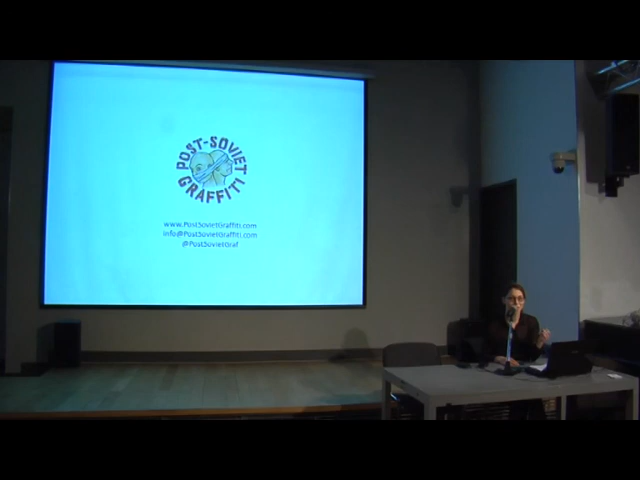 POST-SOVIET
GRAFFITI
www.PostSovietGraffiti.com
info@PostSovietGraffiti.com
@PostSovietGraf